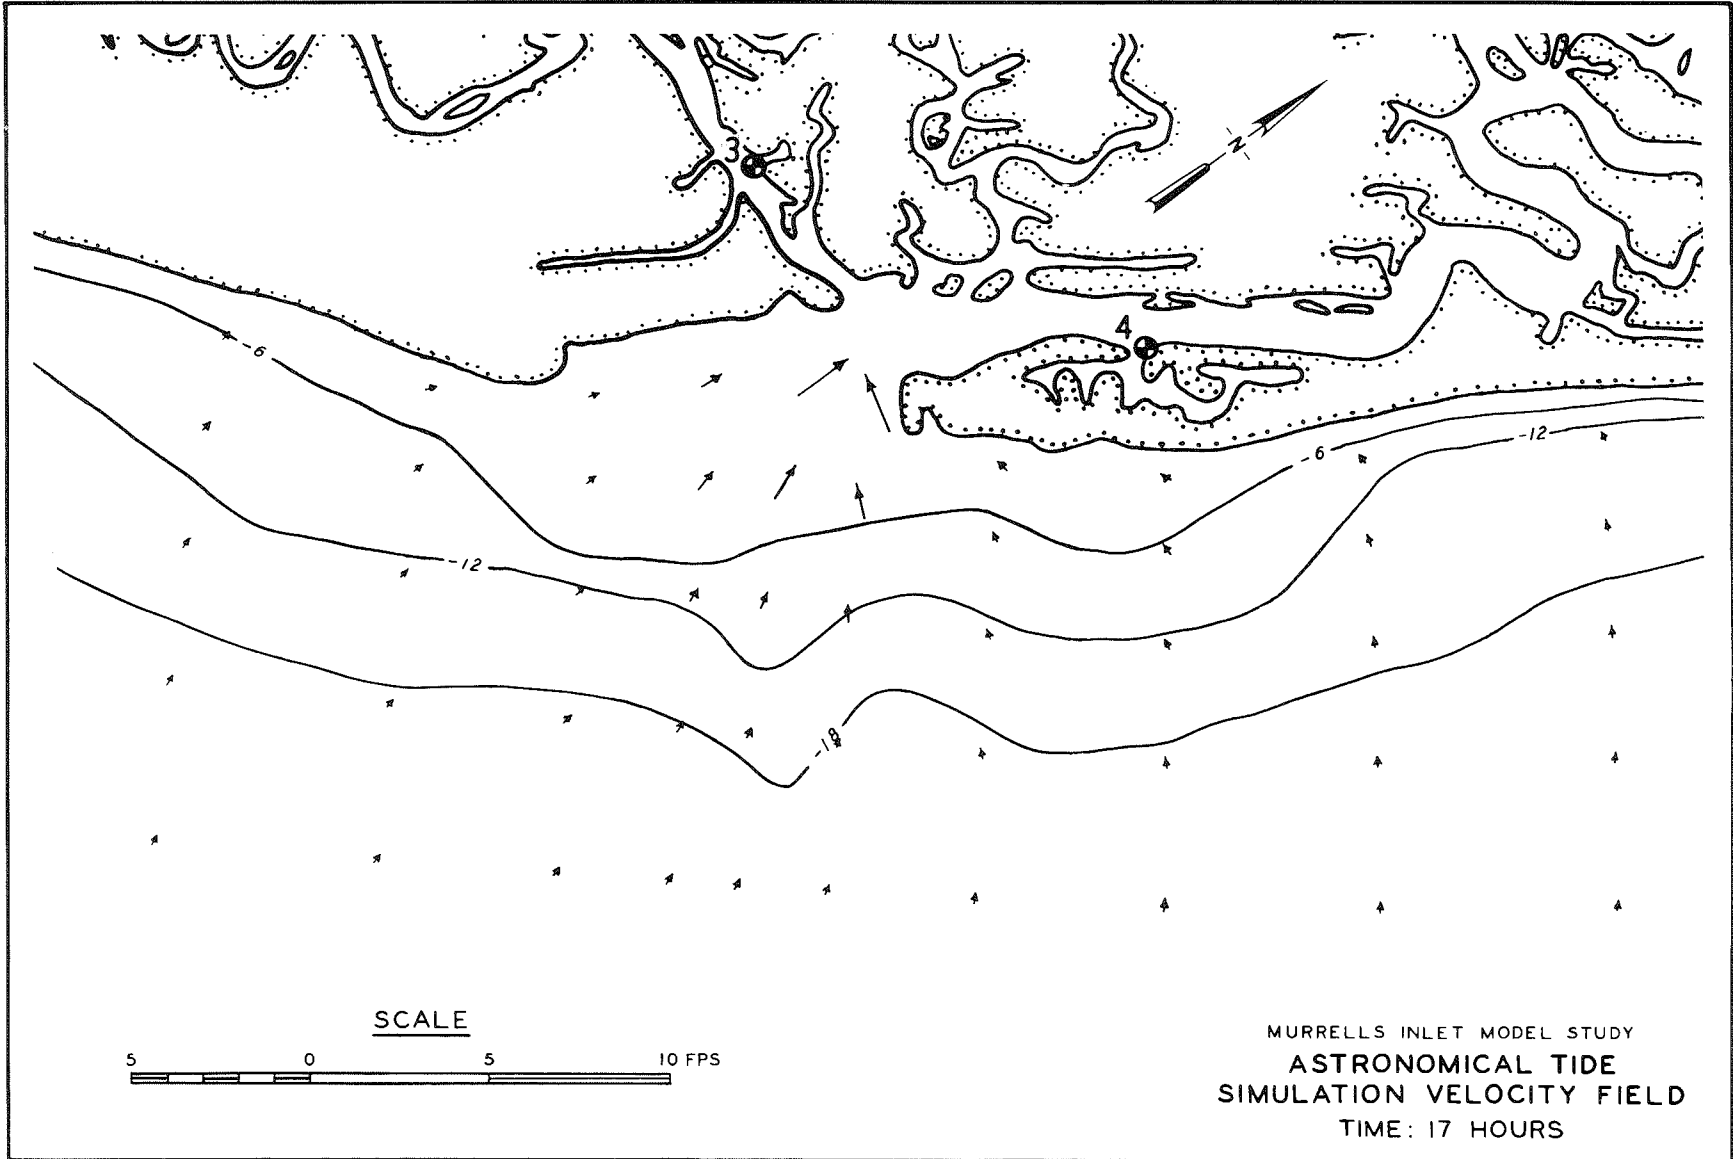 3
N
4
-6
-6
-12
-12
-18
SCALE
5 0 5 10 FPS
MURRELLS INLET MODEL STUDY
ASTRONOMICAL TIDE
SIMULATION VELOCITY FIELD
TIME: 17 HOURS